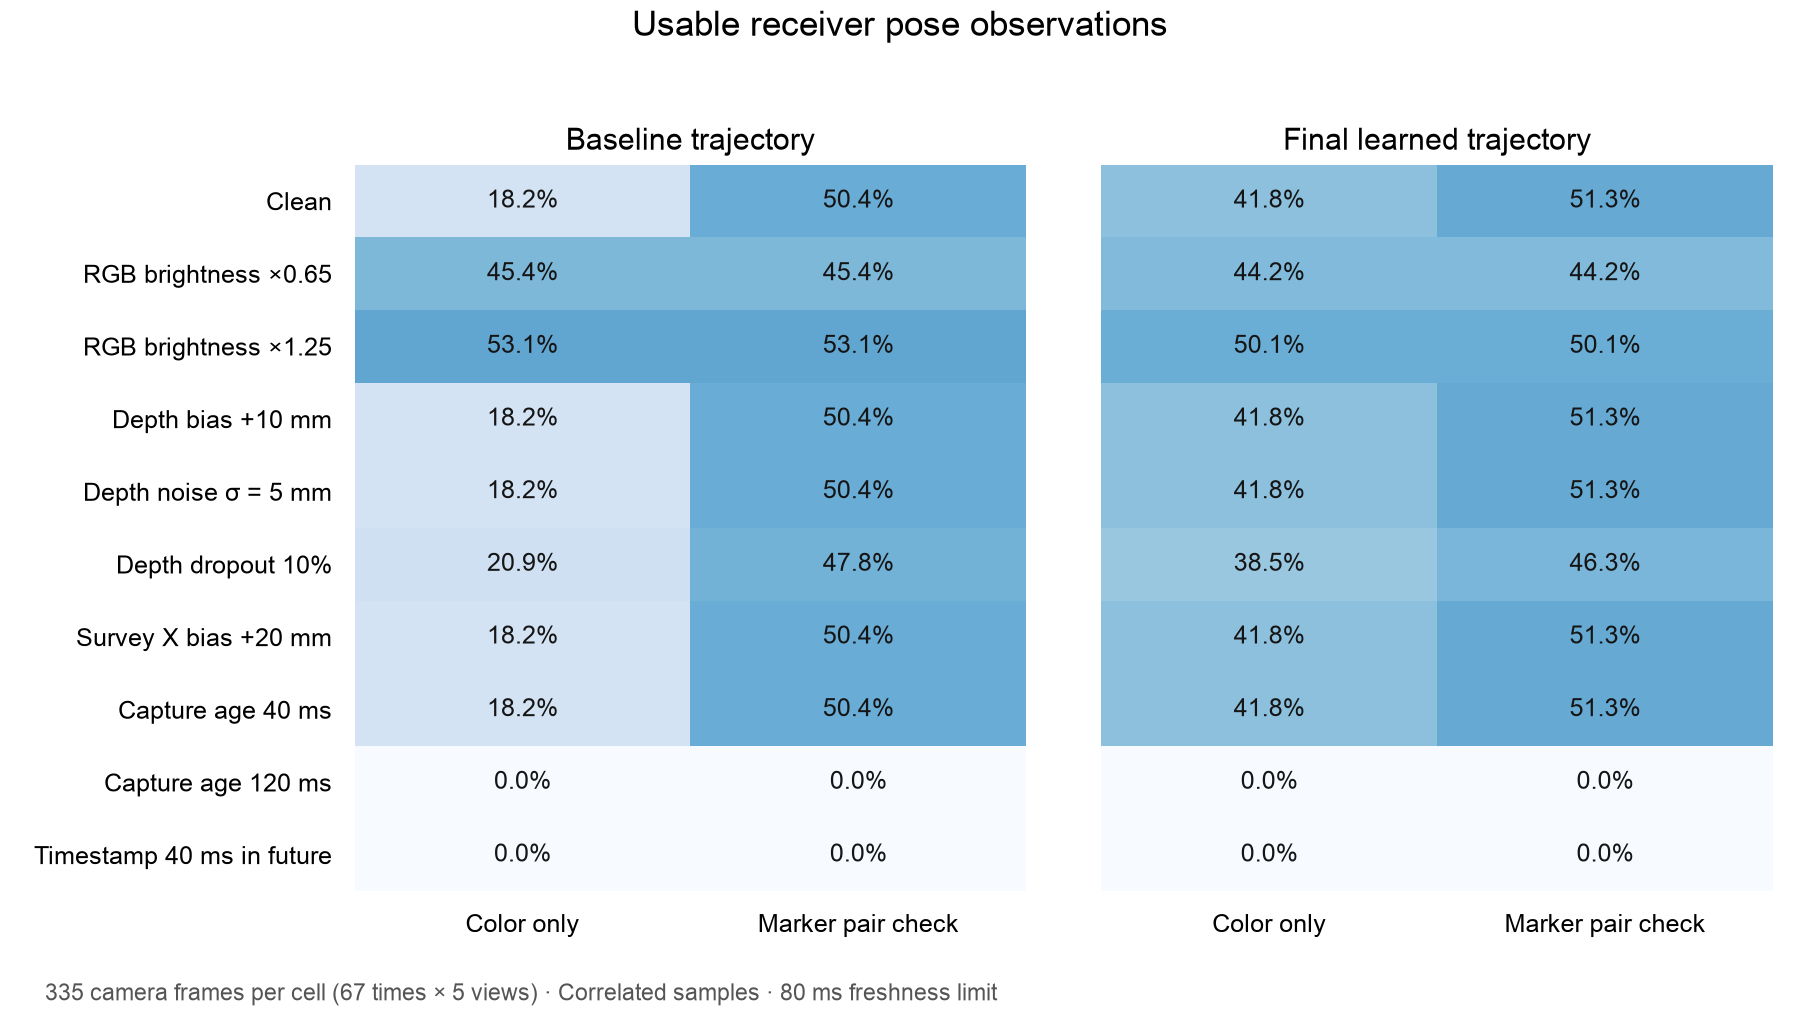 Usable receiver pose observations
Baseline trajectory Final learned trajectory
Clean 18.2% 50.4% 41.8% 51.3%
RGB brightness ×0.65 45.4% 45.4% 44.2% 44.2%
RGB brightness ×1.25 53.1% 53.1% 50.1% 50.1%
Depth bias +10 mm 18.2% 50.4% 41.8% 51.3%
Depth noise σ = 5 mm 18.2% 50.4% 41.8% 51.3%
Depth dropout 10% 20.9% 47.8% 38.5% 46.3%
Survey X bias +20 mm 18.2% 50.4% 41.8% 51.3%
Capture age 40 ms 18.2% 50.4% 41.8% 51.3%
Capture age 120 ms 0.0% 0.0% 0.0% 0.0%
Timestamp 40 ms in future 0.0% 0.0% 0.0% 0.0%
Color only Marker pair check Color only Marker pair check
335 camera frames per cell (67 times × 5 views) · Correlated samples · 80 ms freshness limit